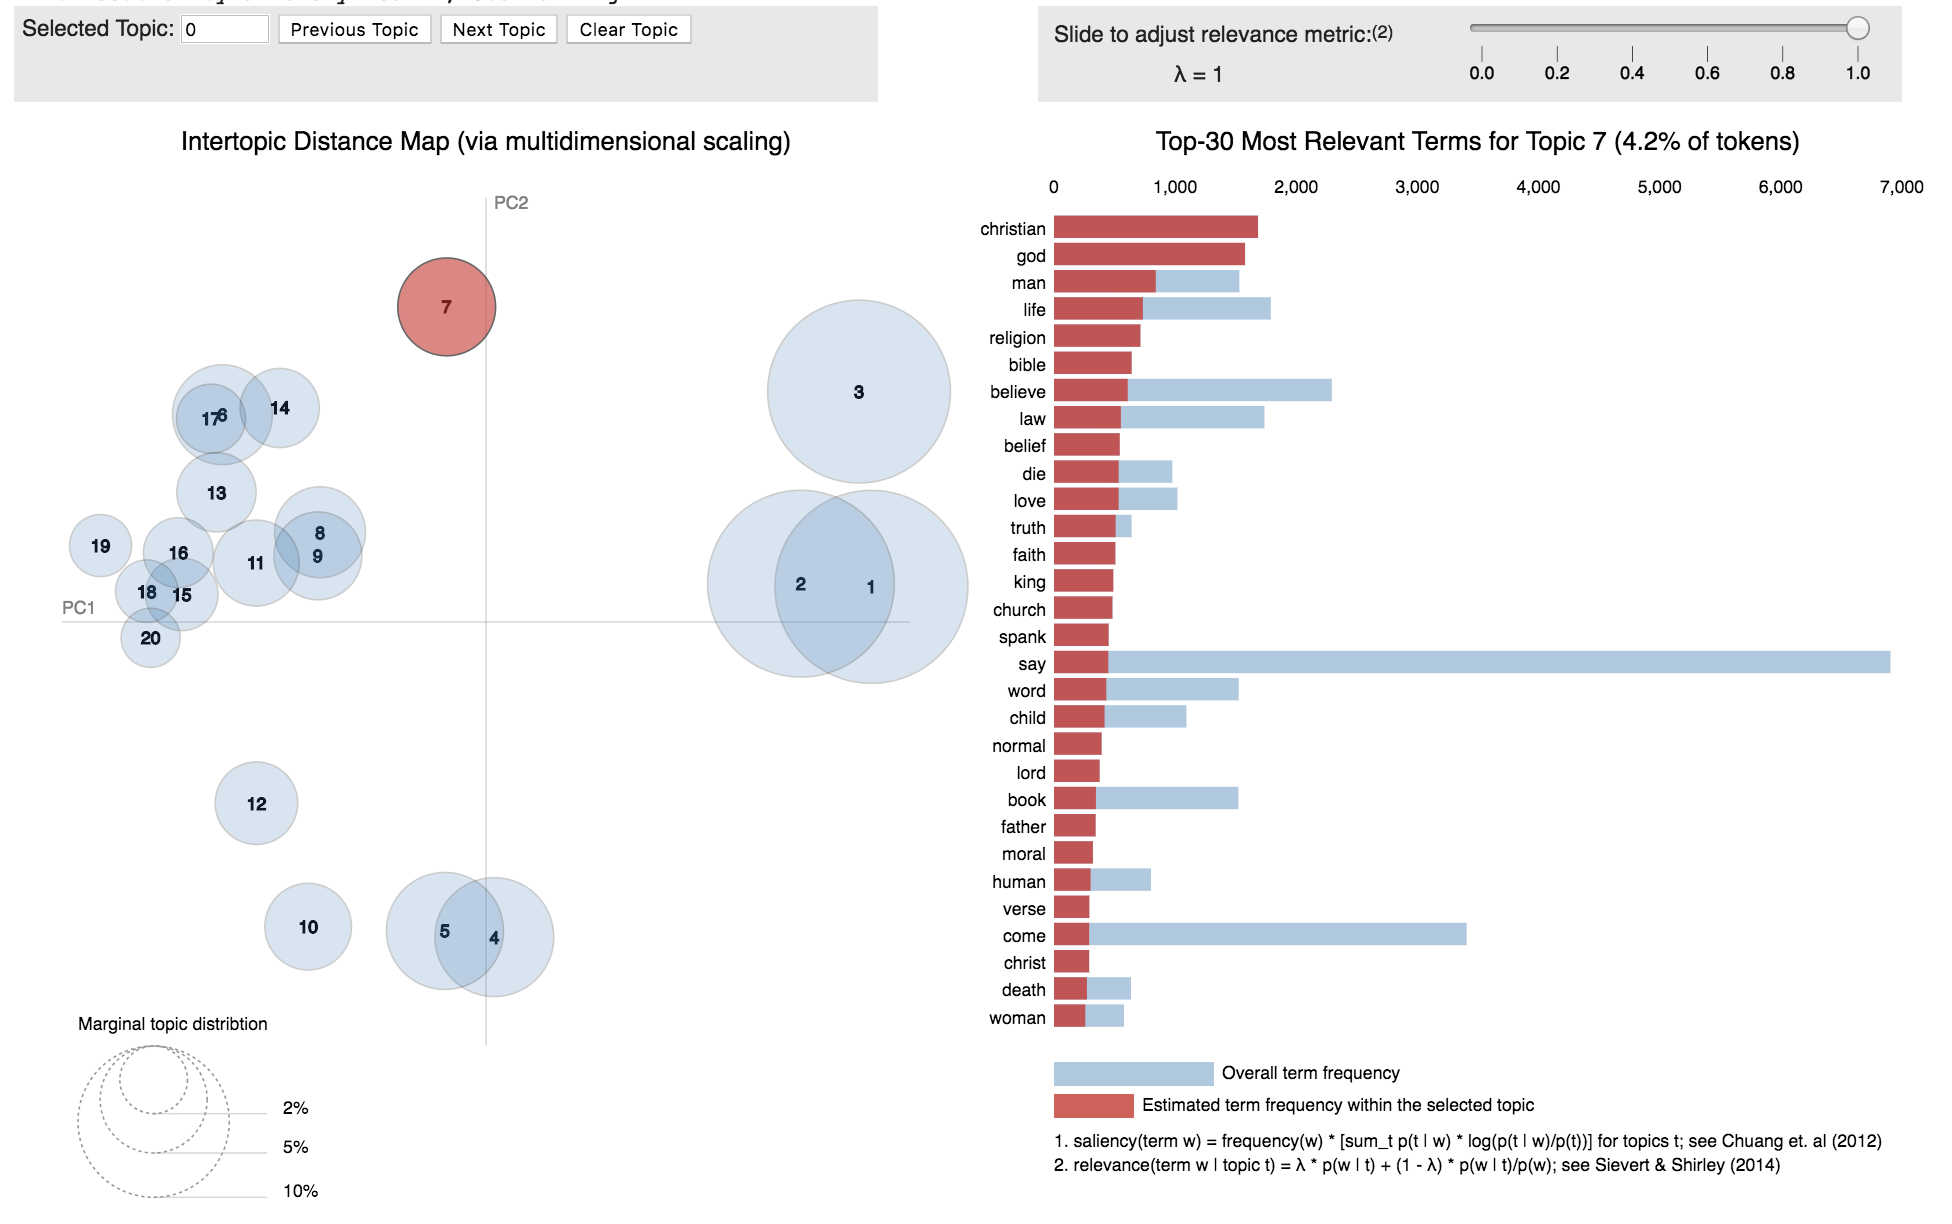 Selected Topic: 0 Previous Topic Next Topic Clear Topic
Slide to adjust relevance metric:(2)
λ = 1
0.0 0.2 0.4 0.6 0.8 1.0
Intertopic Distance Map (via multidimensional scaling)
PC2
7
3
17 6 14
13
8
19 16 11 9
18 15
2 1
PC1
20
12
10 5 4
Marginal topic distribtion
2%
5%
10%
Top-30 Most Relevant Terms for Topic 7 (4.2% of tokens)
0 1,000 2,000 3,000 4,000 5,000 6,000 7,000
christian
god
man
life
religion
bible
believe
law
belief
die
love
truth
faith
king
church
spank
say
word
child
normal
lord
book
father
moral
human
verse
come
christ
death
woman
Overall term frequency
Estimated term frequency within the selected topic
1. saliency(term w) = frequency(w) * [sum_t p(t | w) * log(p(t | w)/p(t))] for topics t; see Chuang et. al (2012)
2. relevance(term w | topic t) = λ * p(w | t) + (1 - λ) * p(w | t)/p(w); see Sievert & Shirley (2014)